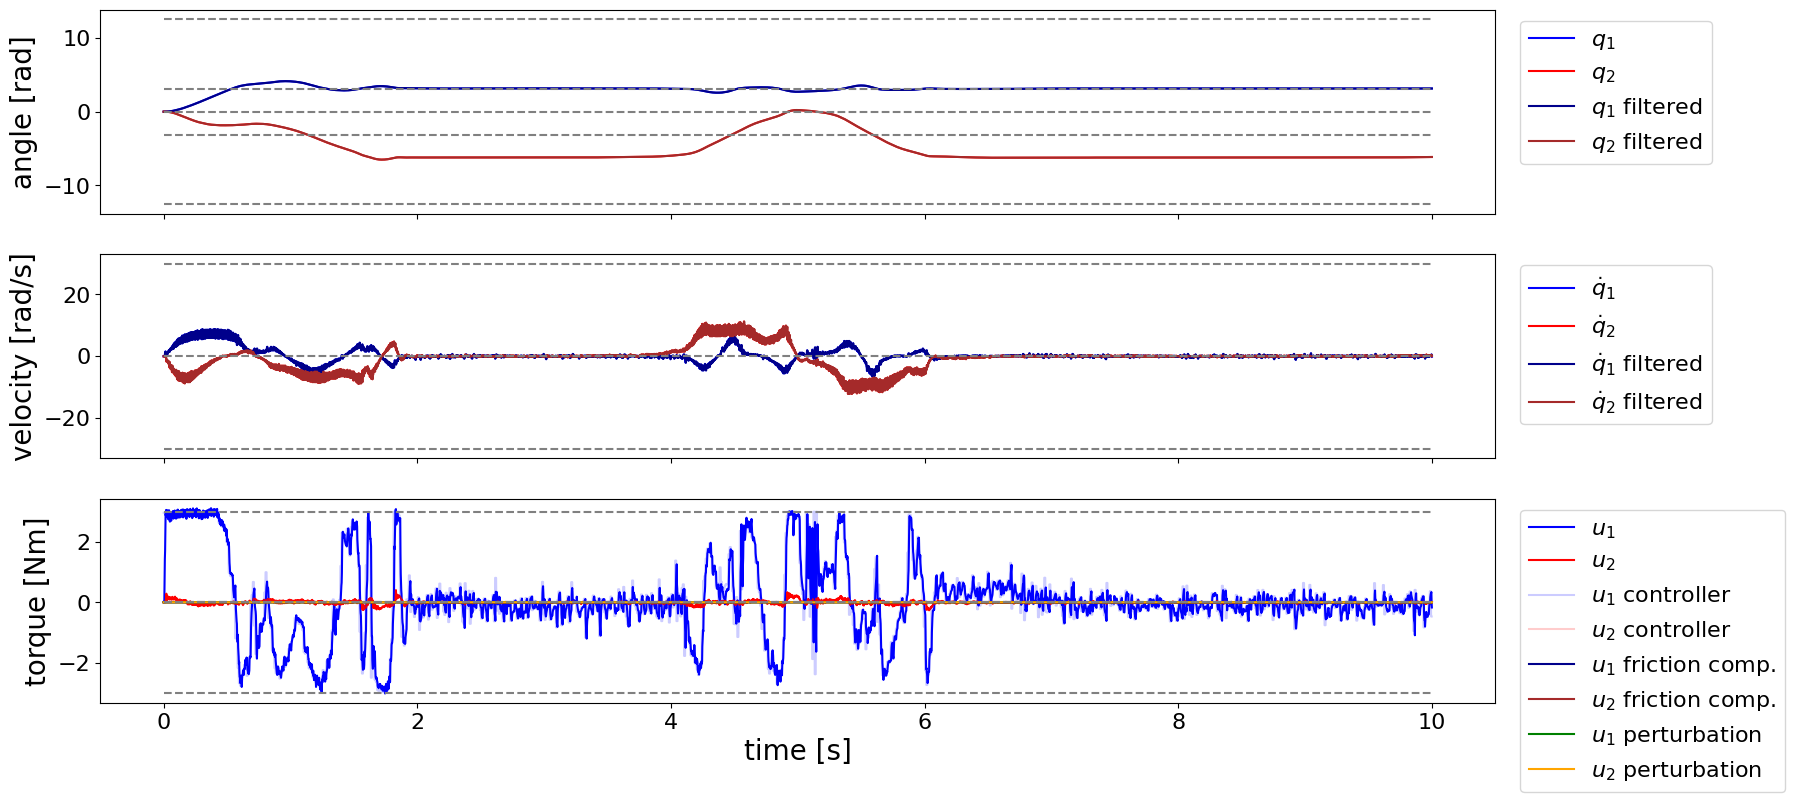 angle [rad]
10
0
−10
q₁
q₂
q₁ filtered
q₂ filtered
velocity [rad/s]
20
0
−20
q̇₁
q̇₂
q̇₁ filtered
q̇₂ filtered
torque [Nm]
2
0
−2
0 2 4 6 8 10
time [s]
u₁
u₂
u₁ controller
u₂ controller
u₁ friction comp.
u₂ friction comp.
u₁ perturbation
u₂ perturbation